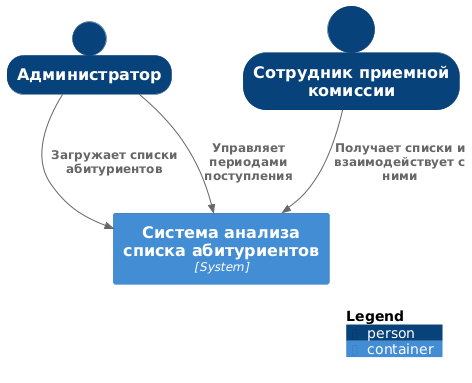 Администратор
Сотрудник приемной
комиссии
Загружает списки
абитуриентов
Управляет
периодами
поступления
Получает списки и
взаимодействует с
ними
Система анализа
списка абитуриентов
[System]
Legend
person
container